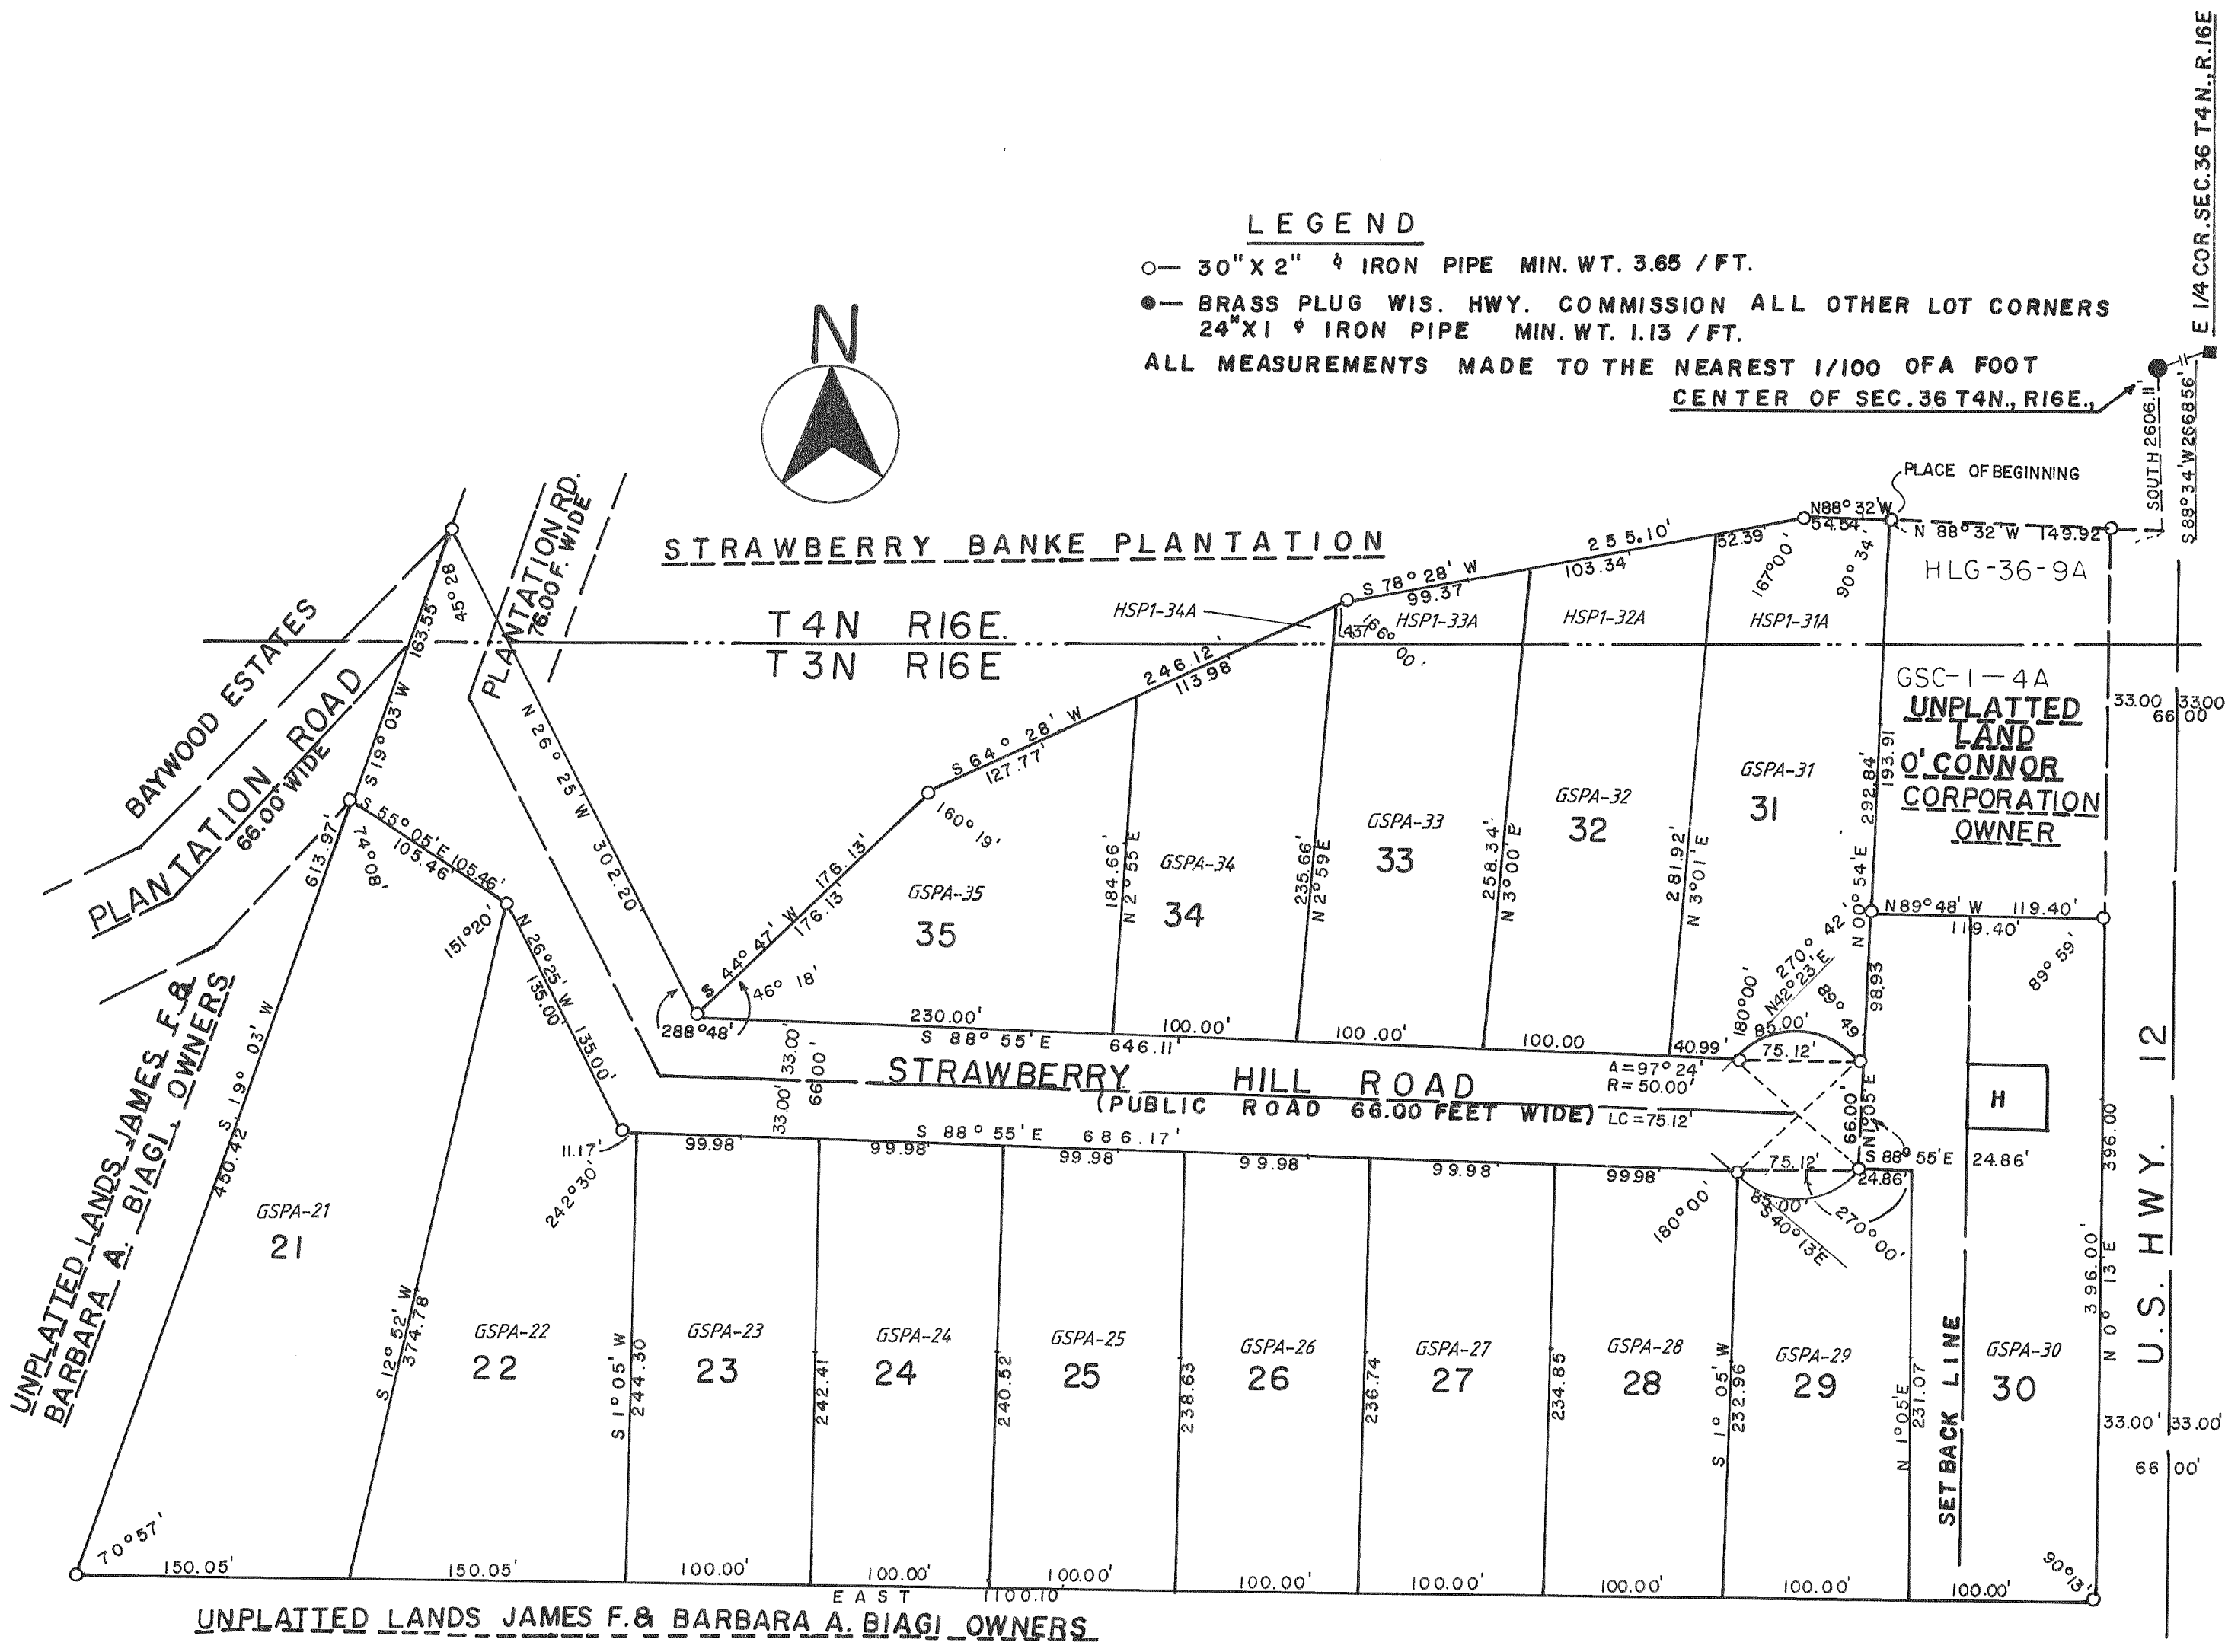 E 1/4 COR. SEC. 36 T4 N., R.16E
LEGEND
30" X 2" ϕ IRON PIPE MIN. WT. 3.65 / FT.
BRASS PLUG WIS. HWY. COMMISSION ALL OTHER LOT CORNERS
24" X 1 ϕ IRON PIPE MIN. WT. 1.13 / FT.
ALL MEASUREMENTS MADE TO THE NEAREST 1/100 OF A FOOT
CENTER OF SEC. 36 T4N., R16E.,
N
SOUTH 2606.11'
S 88° 34' W 266856'
PLACE OF BEGINNING
N88° 32' W
54.54'
N 88° 32' W 149.92'
HLG-36-9A
STRAWBERRY BANKE PLANTATION
PLANTATION RD.
76.00 F. WIDE
BAYWOOD ESTATES
PLANTATION ROAD
66.00' WIDE
T4N R16E.
T3N R16E
45° 28'
163.55'
S 19° 03' W
613.97'
N 26° 25' W 302.20'
S 55° 05' E 105.46'
105.46'
74° 08'
151° 20'
N 26° 25' W 135.00'
135.00'
S 78° 28' W 255.10'
99.37'
103.34'
52.39'
167° 00'
90° 34'
HSP1-34A
HSP1-33A
HSP1-32A
HSP1-31A
166° 00'
S 64° 28' W 246.12'
127.77'
113.98'
160° 19'
S 44° 47' W 176.13'
176.13'
46° 18'
288° 48'
GSPA-35
35
184.66'
N 2° 55' E
GSPA-34
34
235.66'
N 2° 59 E
GSPA-33
33
258.34'
N 3° 00' E
GSPA-32
32
281.92'
N 3° 01' E
GSPA-31
31
292.84'
193.91
N 00° 54' E
GSC-1-4A
UNPLATTED
LAND
O'CONNOR
CORPORATION
OWNER
33.00 33.00
66 00'
N 89° 48' W 119.40'
119.40'
89° 59'
98.93
270° 42'
N42° 23' E
89° 49'
180° 00'
85.00'
75.12'
230.00'
100.00'
100.00'
100.00
40.99'
S 88° 55' E 646.11'
A = 97° 24'
R = 50.00'
LC = 75.12'
STRAWBERRY HILL ROAD
(PUBLIC ROAD 66.00 FEET WIDE)
33.00' 33.00'
66.00'
66.00'
N 1° 05' E
H
S 88° 55' E 24.86'
24.86'
11.17'
242° 30'
S 88° 55' E 686.17'
99.98'
99.98'
99.98'
99.98
99.98
99.98'
75.12'
180° 00'
85.00'
S 40° 13' E
270° 00'
UNPLATTED LANDS JAMES F. &
BARBARA A. BIAGI, OWNERS
S. 19° 03' W
450.42
GSPA-21
21
S 12° 52' W
374.78'
GSPA-22
22
S 1° 05' W
244.30
GSPA-23
23
242.41
GSPA-24
24
240.52'
GSPA-25
25
238.63
GSPA-26
26
236.74'
GSPA-27
27
234.85'
GSPA-28
28
S 1° 05' W
232.96
GSPA-29
29
N 1° 05' E
231.07
SETBACK LINE
GSPA-30
30
396.00
396.00'
N 0° 13' E
U.S. HWY. 12
33.00' 33.00'
66 00'
70° 57'
90° 13'
150.05'
150.05'
100.00'
100.00'
100.00'
100.00'
100.00'
100.00'
100.00'
100.00'
EAST 1100.10'
UNPLATTED LANDS JAMES F. & BARBARA A. BIAGI OWNERS